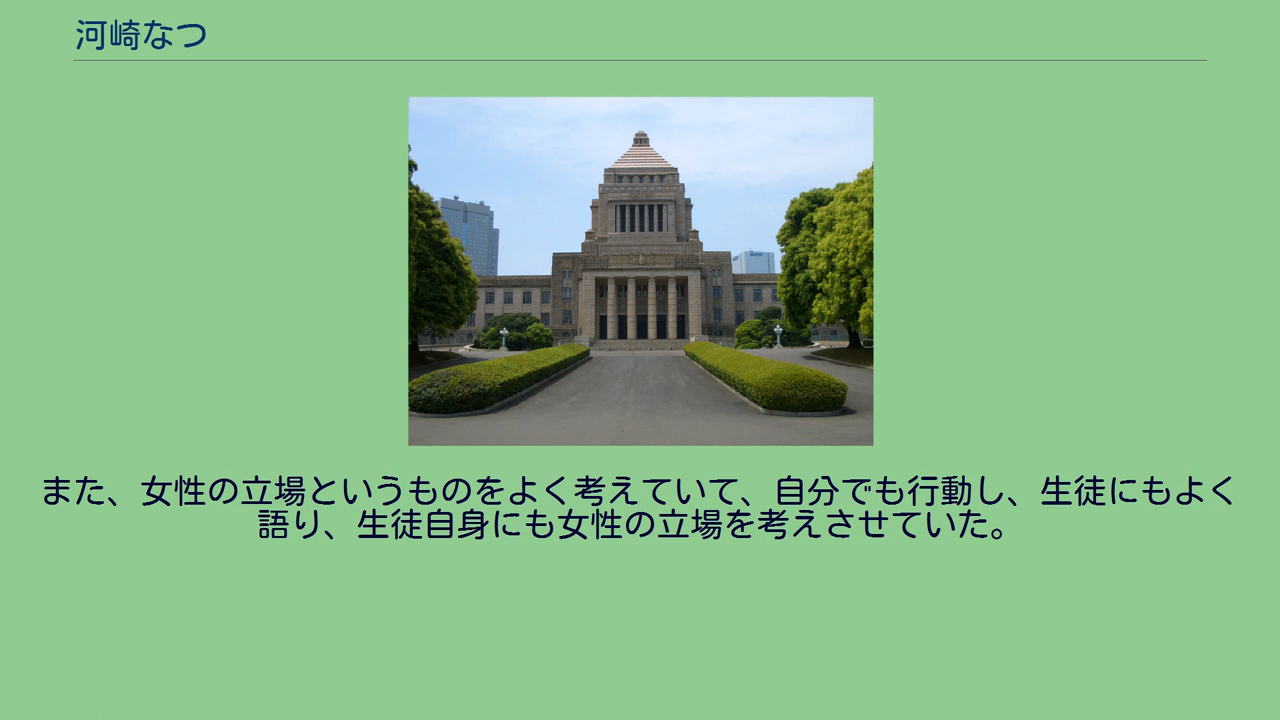 河崎なつ
また、女性の立場というものをよく考えていて、自分でも行動し、生徒にもよく
語り、生徒自身にも女性の立場を考えさせていた。